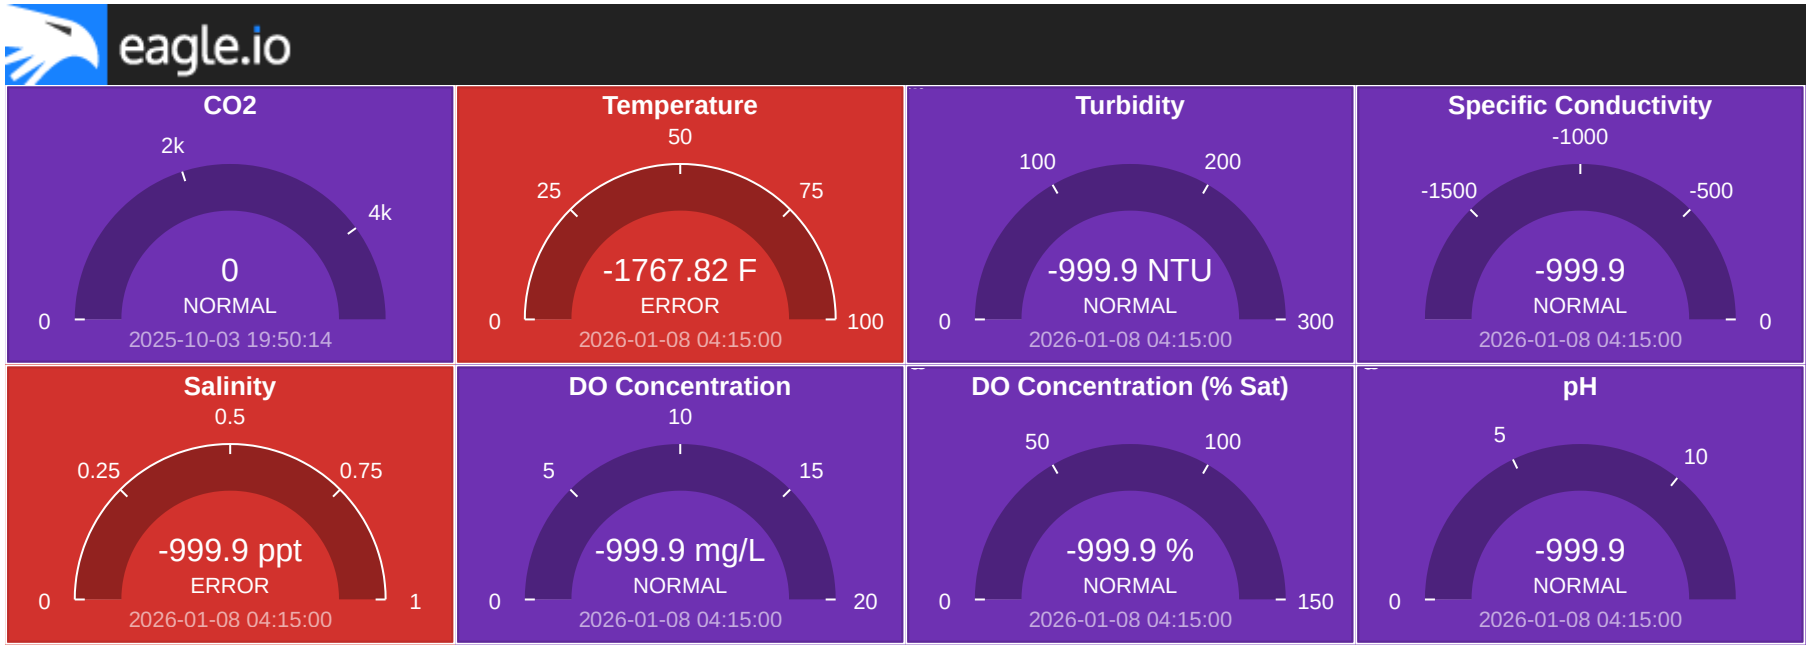 eagle.io
CO2
2k
4k
0
0
NORMAL
2025-10-03 19:50:14
Temperature
50
25
75
-1767.82 F
ERROR
0
100
2026-01-08 04:15:00
Turbidity
100
200
-999.9 NTU
NORMAL
0
300
2026-01-08 04:15:00
Specific Conductivity
-1000
-1500
-500
-999.9
NORMAL
0
2026-01-08 04:15:00
Salinity
0.5
0.25
0.75
-999.9 ppt
ERROR
0
1
2026-01-08 04:15:00
DO Concentration
10
5
15
-999.9 mg/L
NORMAL
0
20
2026-01-08 04:15:00
DO Concentration (% Sat)
50
100
-999.9 %
NORMAL
0
150
2026-01-08 04:15:00
pH
5
10
-999.9
NORMAL
0
2026-01-08 04:15:00